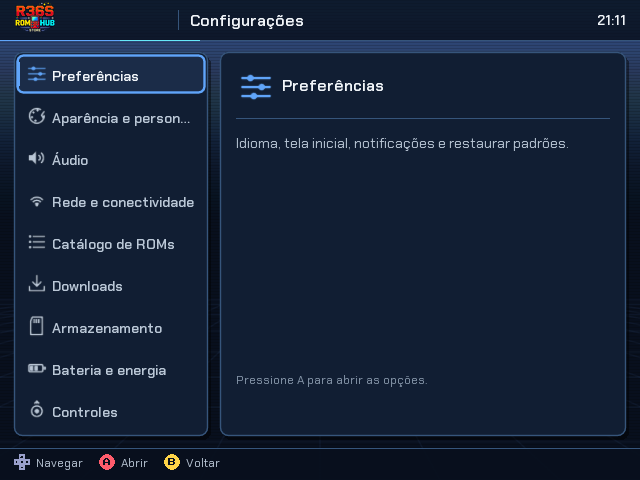 R36S
ROM HUB
STORE
Configurações
21:11
Preferências
Aparência e person...
Áudio
Rede e conectividade
Catálogo de ROMs
Downloads
Armazenamento
Bateria e energia
Controles
Preferências
Idioma, tela inicial, notificações e restaurar padrões.
Pressione A para abrir as opções.
Navegar
A Abrir
B Voltar